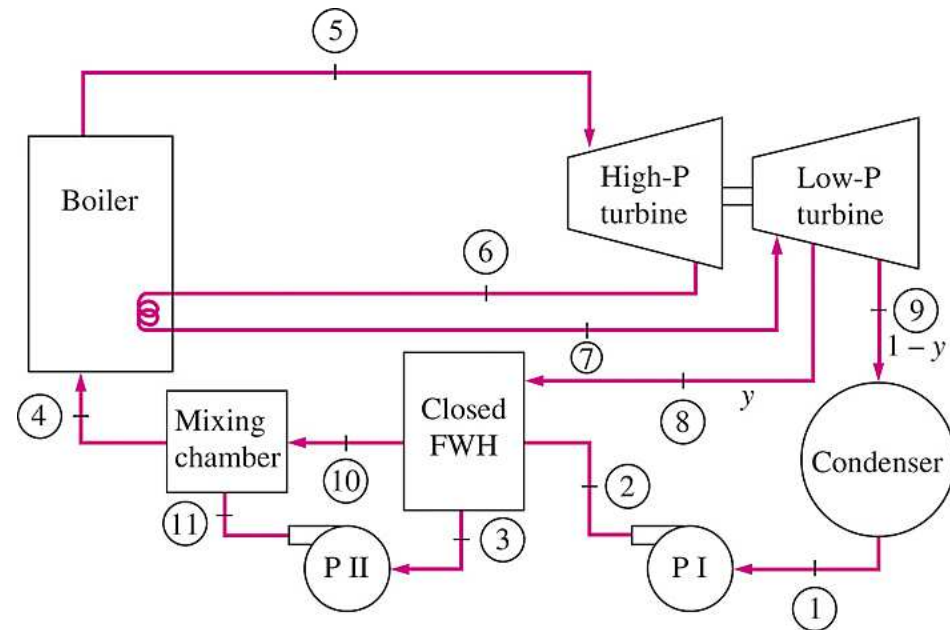 5
Boiler
High-P
turbine
Low-P
turbine
6
9
1 – y
7
4
Mixing
chamber
Closed
FWH
8
y
Condenser
10
2
11
3
P II
P I
1